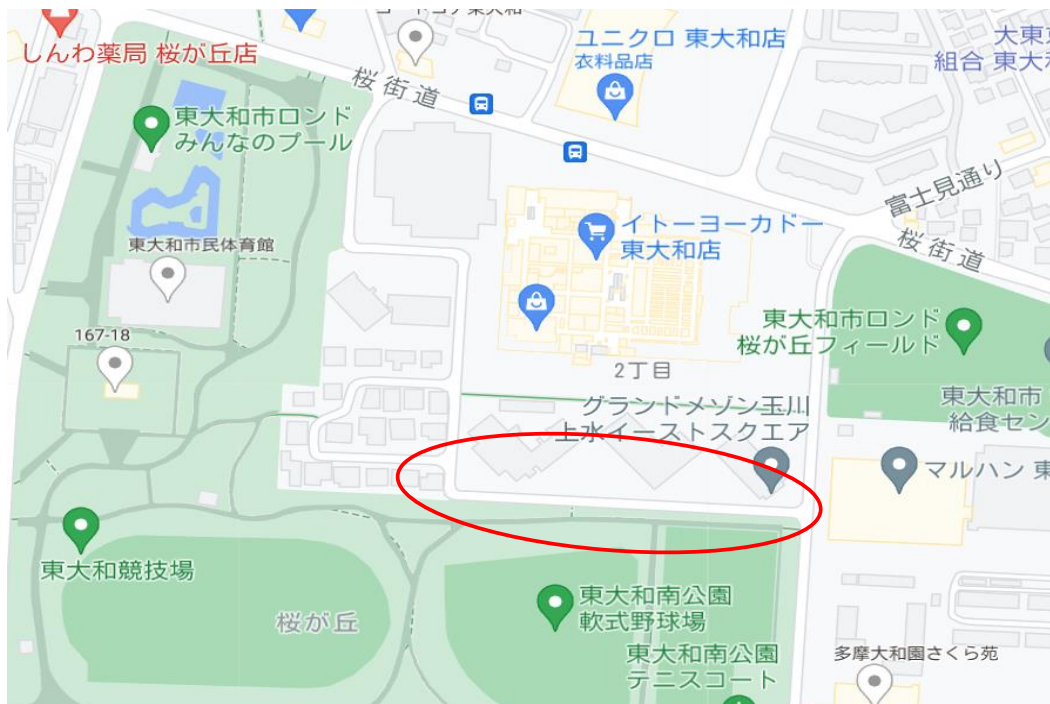 コートコア東大和
しんわ薬局 桜が丘店
ユニクロ 東大和店
衣料品店
組合 東大
桜街道
東大和市ロンド
みんなのプール
富士見通り
イトーヨーカドー
東大和店
桜街道
東大和市民体育館
東大和市ロンド
桜が丘フィールド
167-18
2丁目
東大和市
給食セン
グランドメゾン玉川
上水イーストスクエア
マルハン 東
東大和競技場
東大和南公園
軟式野球場
桜が丘
東大和南公園
テニスコート
多摩大和園さくら苑